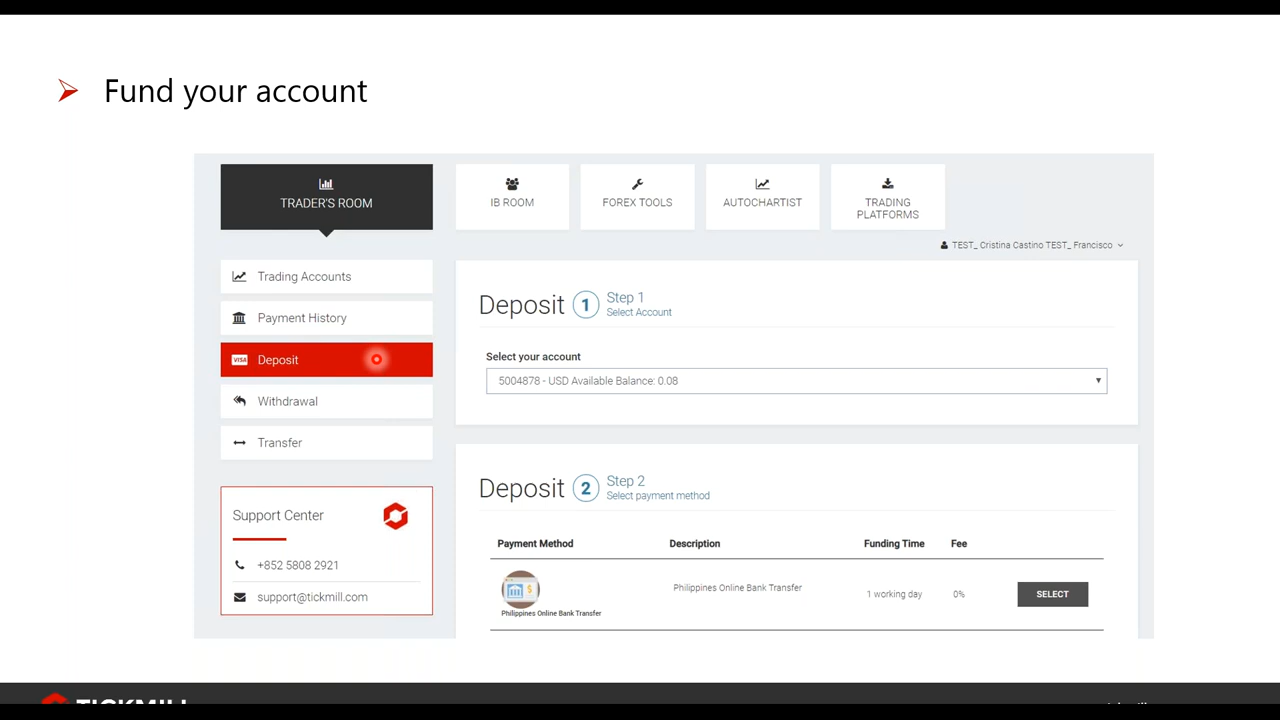 Fund your account
TRADER'S ROOM
IB ROOM
FOREX TOOLS
AUTOCHARTIST
TRADING
PLATFORMS
TEST_ Cristina Castino TEST_ Francisco
Trading Accounts
Payment History
VISA Deposit
Withdrawal
Transfer
Support Center
+852 5808 2921
support@tickmill.com
Deposit 1 Step 1
Select Account
Select your account
5004878 - USD Available Balance: 0.08
Deposit 2 Step 2
Select payment method
Payment Method Description Funding Time Fee
Philippines Online Bank Transfer 1 working day 0% SELECT
Philippines Online Bank Transfer
TICKMILL